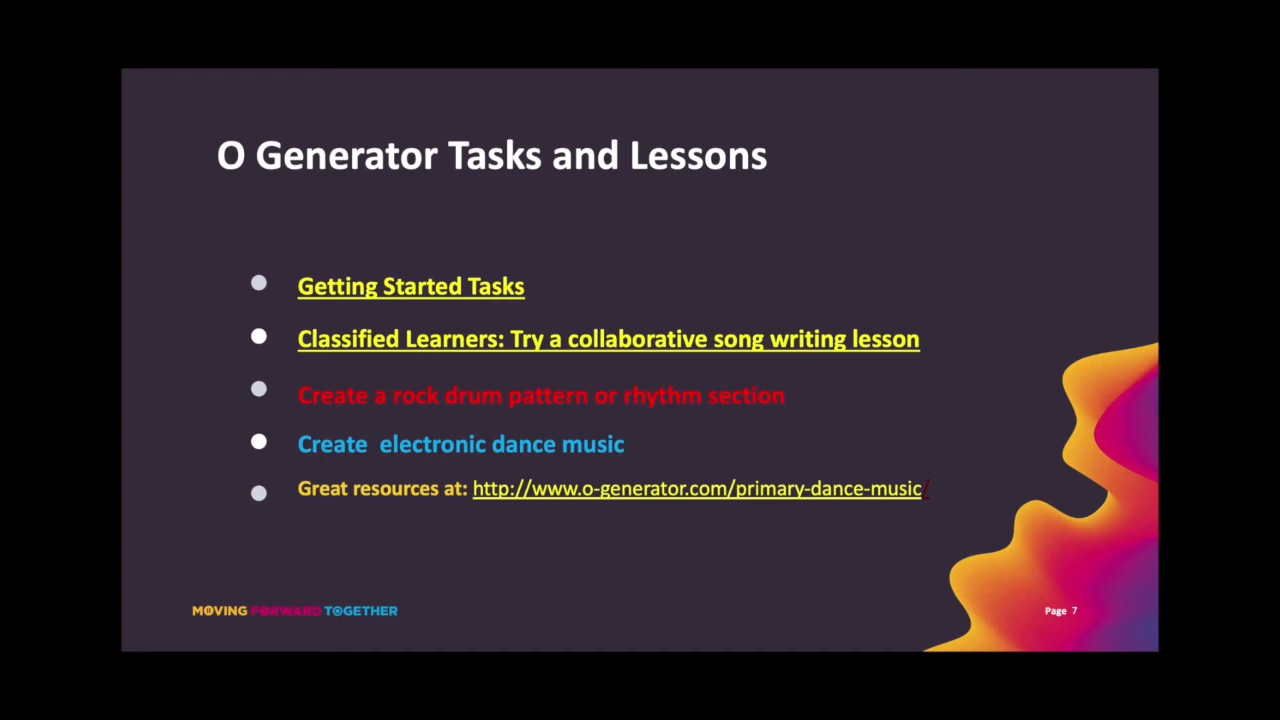 O Generator Tasks and Lessons
Getting Started Tasks
Classified Learners: Try a collaborative song writing lesson
Create a rock drum pattern or rhythm section
Create  electronic dance music
Great resources at: http://www.o-generator.com/primary-dance-music/
MOVING FORWARD TOGETHER
Page 7